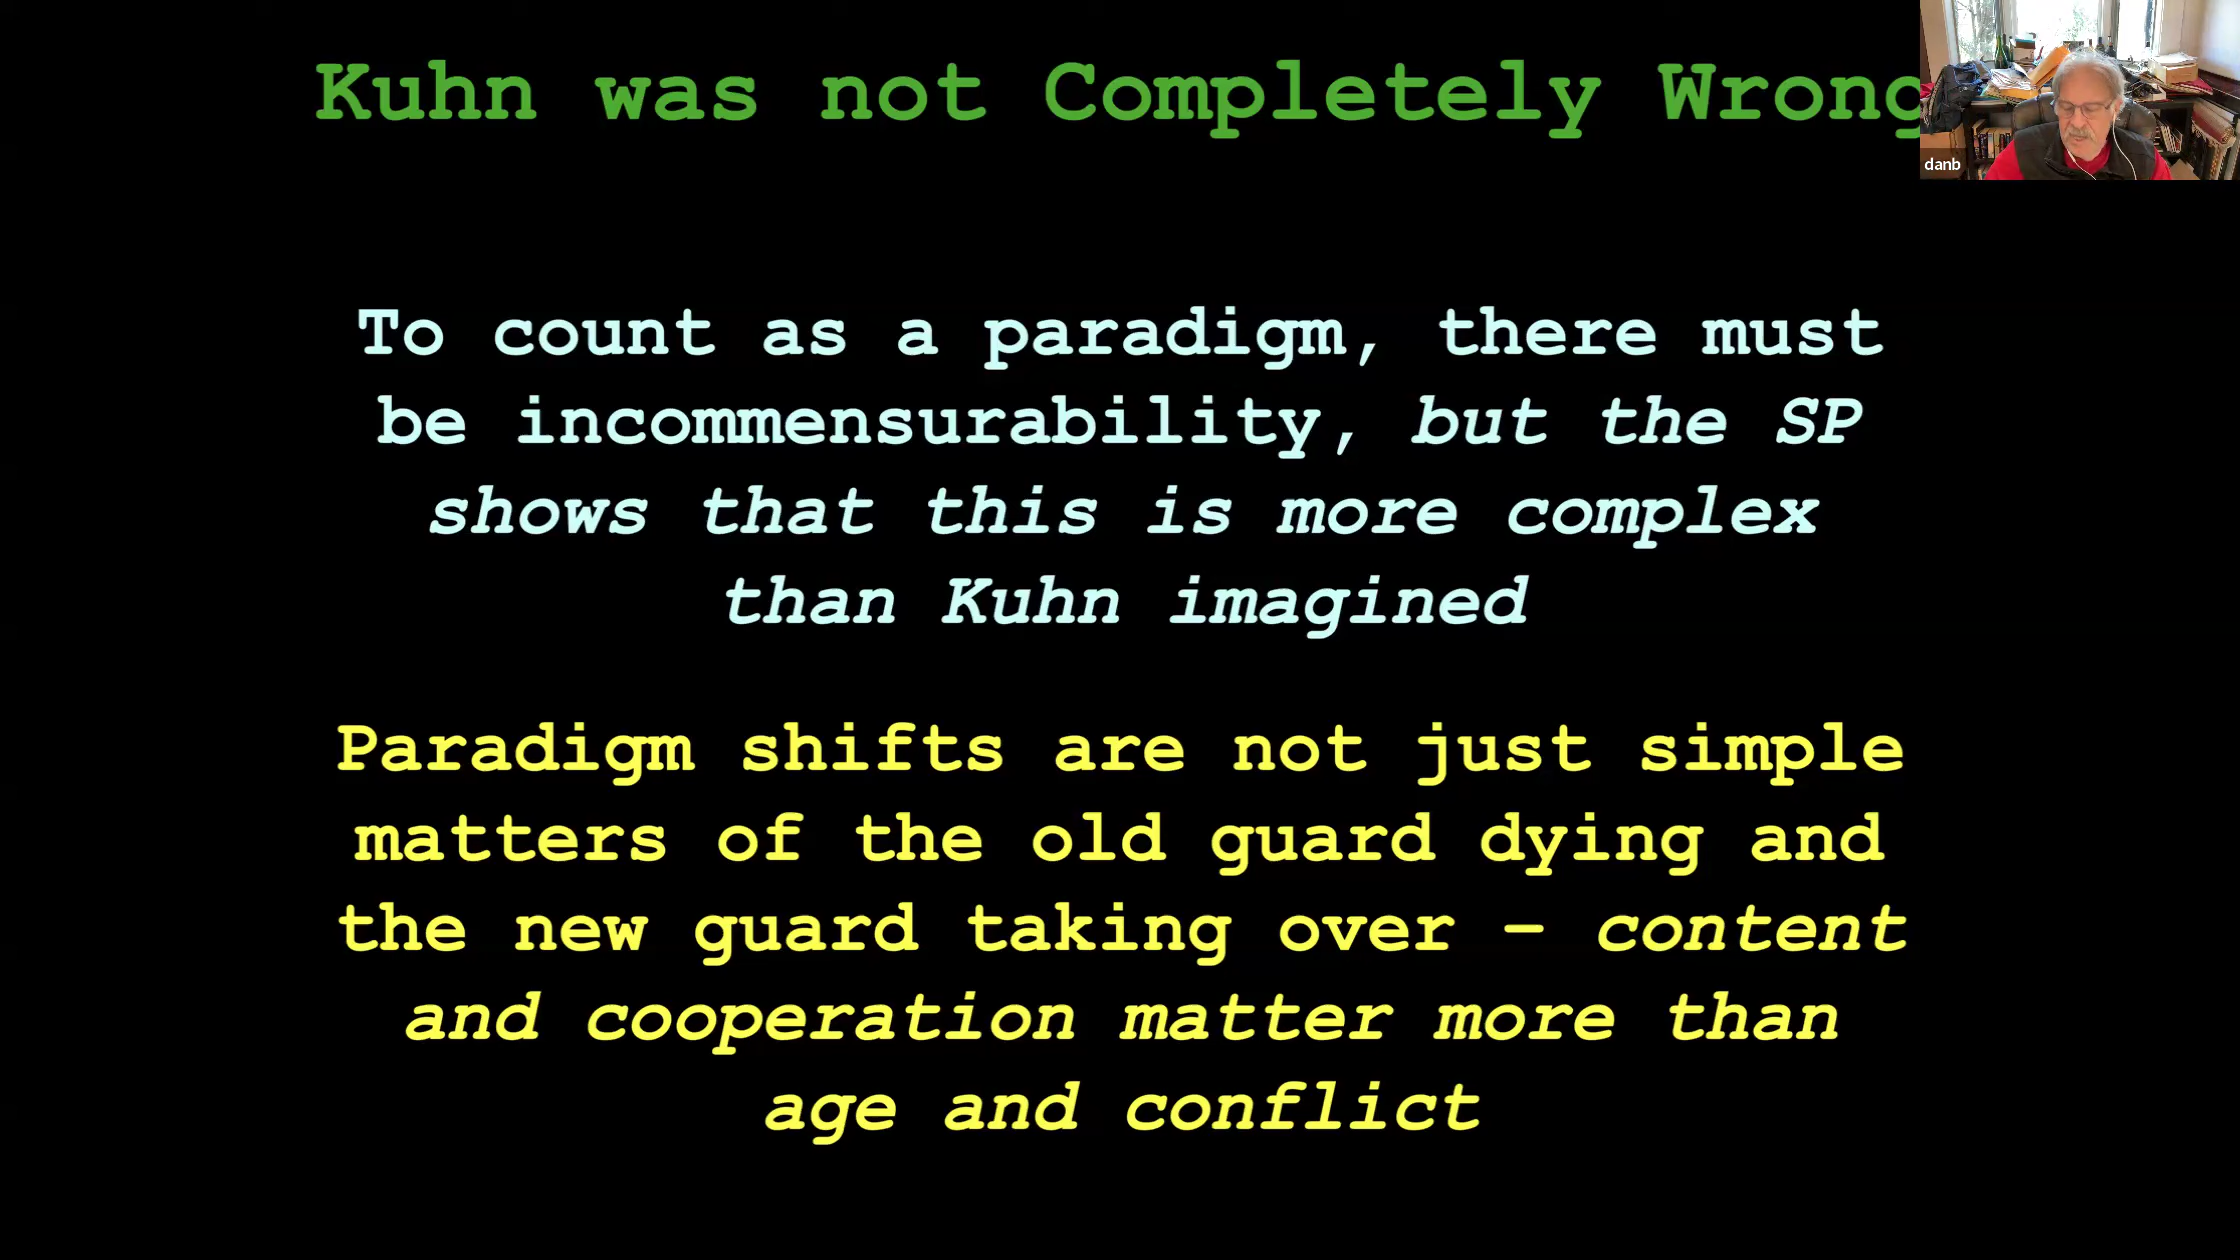 Kuhn was not Completely Wrong
danb
To count as a paradigm, there must
be incommensurability, but the SP
shows that this is more complex
than Kuhn imagined
Paradigm shifts are not just simple
matters of the old guard dying and
the new guard taking over – content
and cooperation matter more than
age and conflict